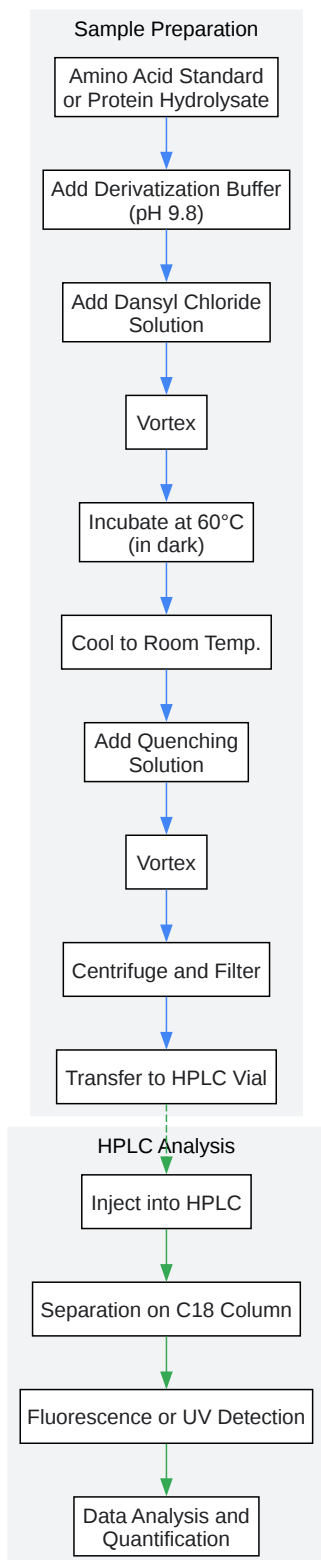 Sample Preparation
Amino Acid Standard
or Protein Hydrolysate
Add Derivatization Buffer
(pH 9.8)
Add Dansyl Chloride
Solution
Vortex
Incubate at 60°C
(in dark)
Cool to Room Temp.
Add Quenching
Solution
Vortex
Centrifuge and Filter
Transfer to HPLC Vial
HPLC Analysis
Inject into HPLC
Separation on C18 Column
Fluorescence or UV Detection
Data Analysis and
Quantification